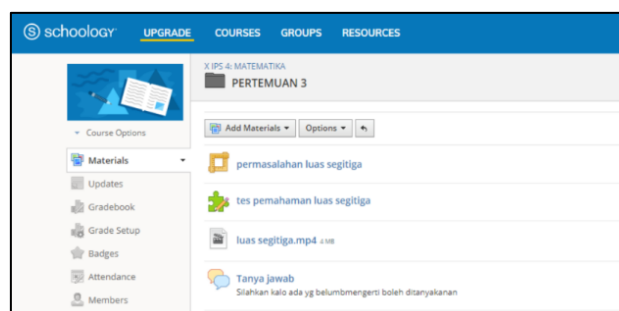 schoology UPGRADE COURSES GROUPS RESOURCES
X IPS 4: MATEMATIKA
PERTEMUAN 3
Course Options
Add Materials Options
Materials
Updates
Gradebook
Grade Setup
Badges
Attendance
Members
permasalahan luas segitiga
tes pemahaman luas segitiga
luas segitiga.mp4 4 MB
Tanya jawab
Silahkan kalo ada yg belumbmengerti boleh ditanyakanan